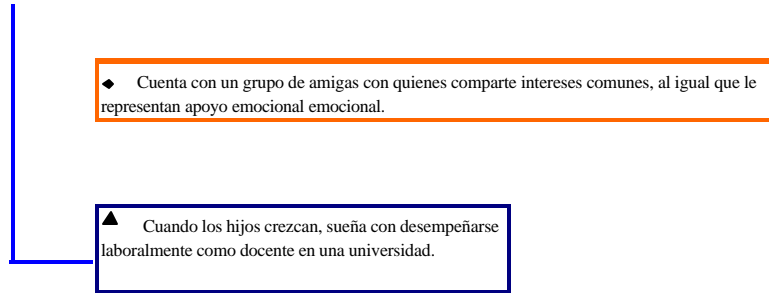 ◆ Cuenta con un grupo de amigas con quienes comparte intereses comunes, al igual que le
representan apoyo emocional emocional.
▲ Cuando los hijos crezcan, sueña con desempeñarse
laboralmente como docente en una universidad.